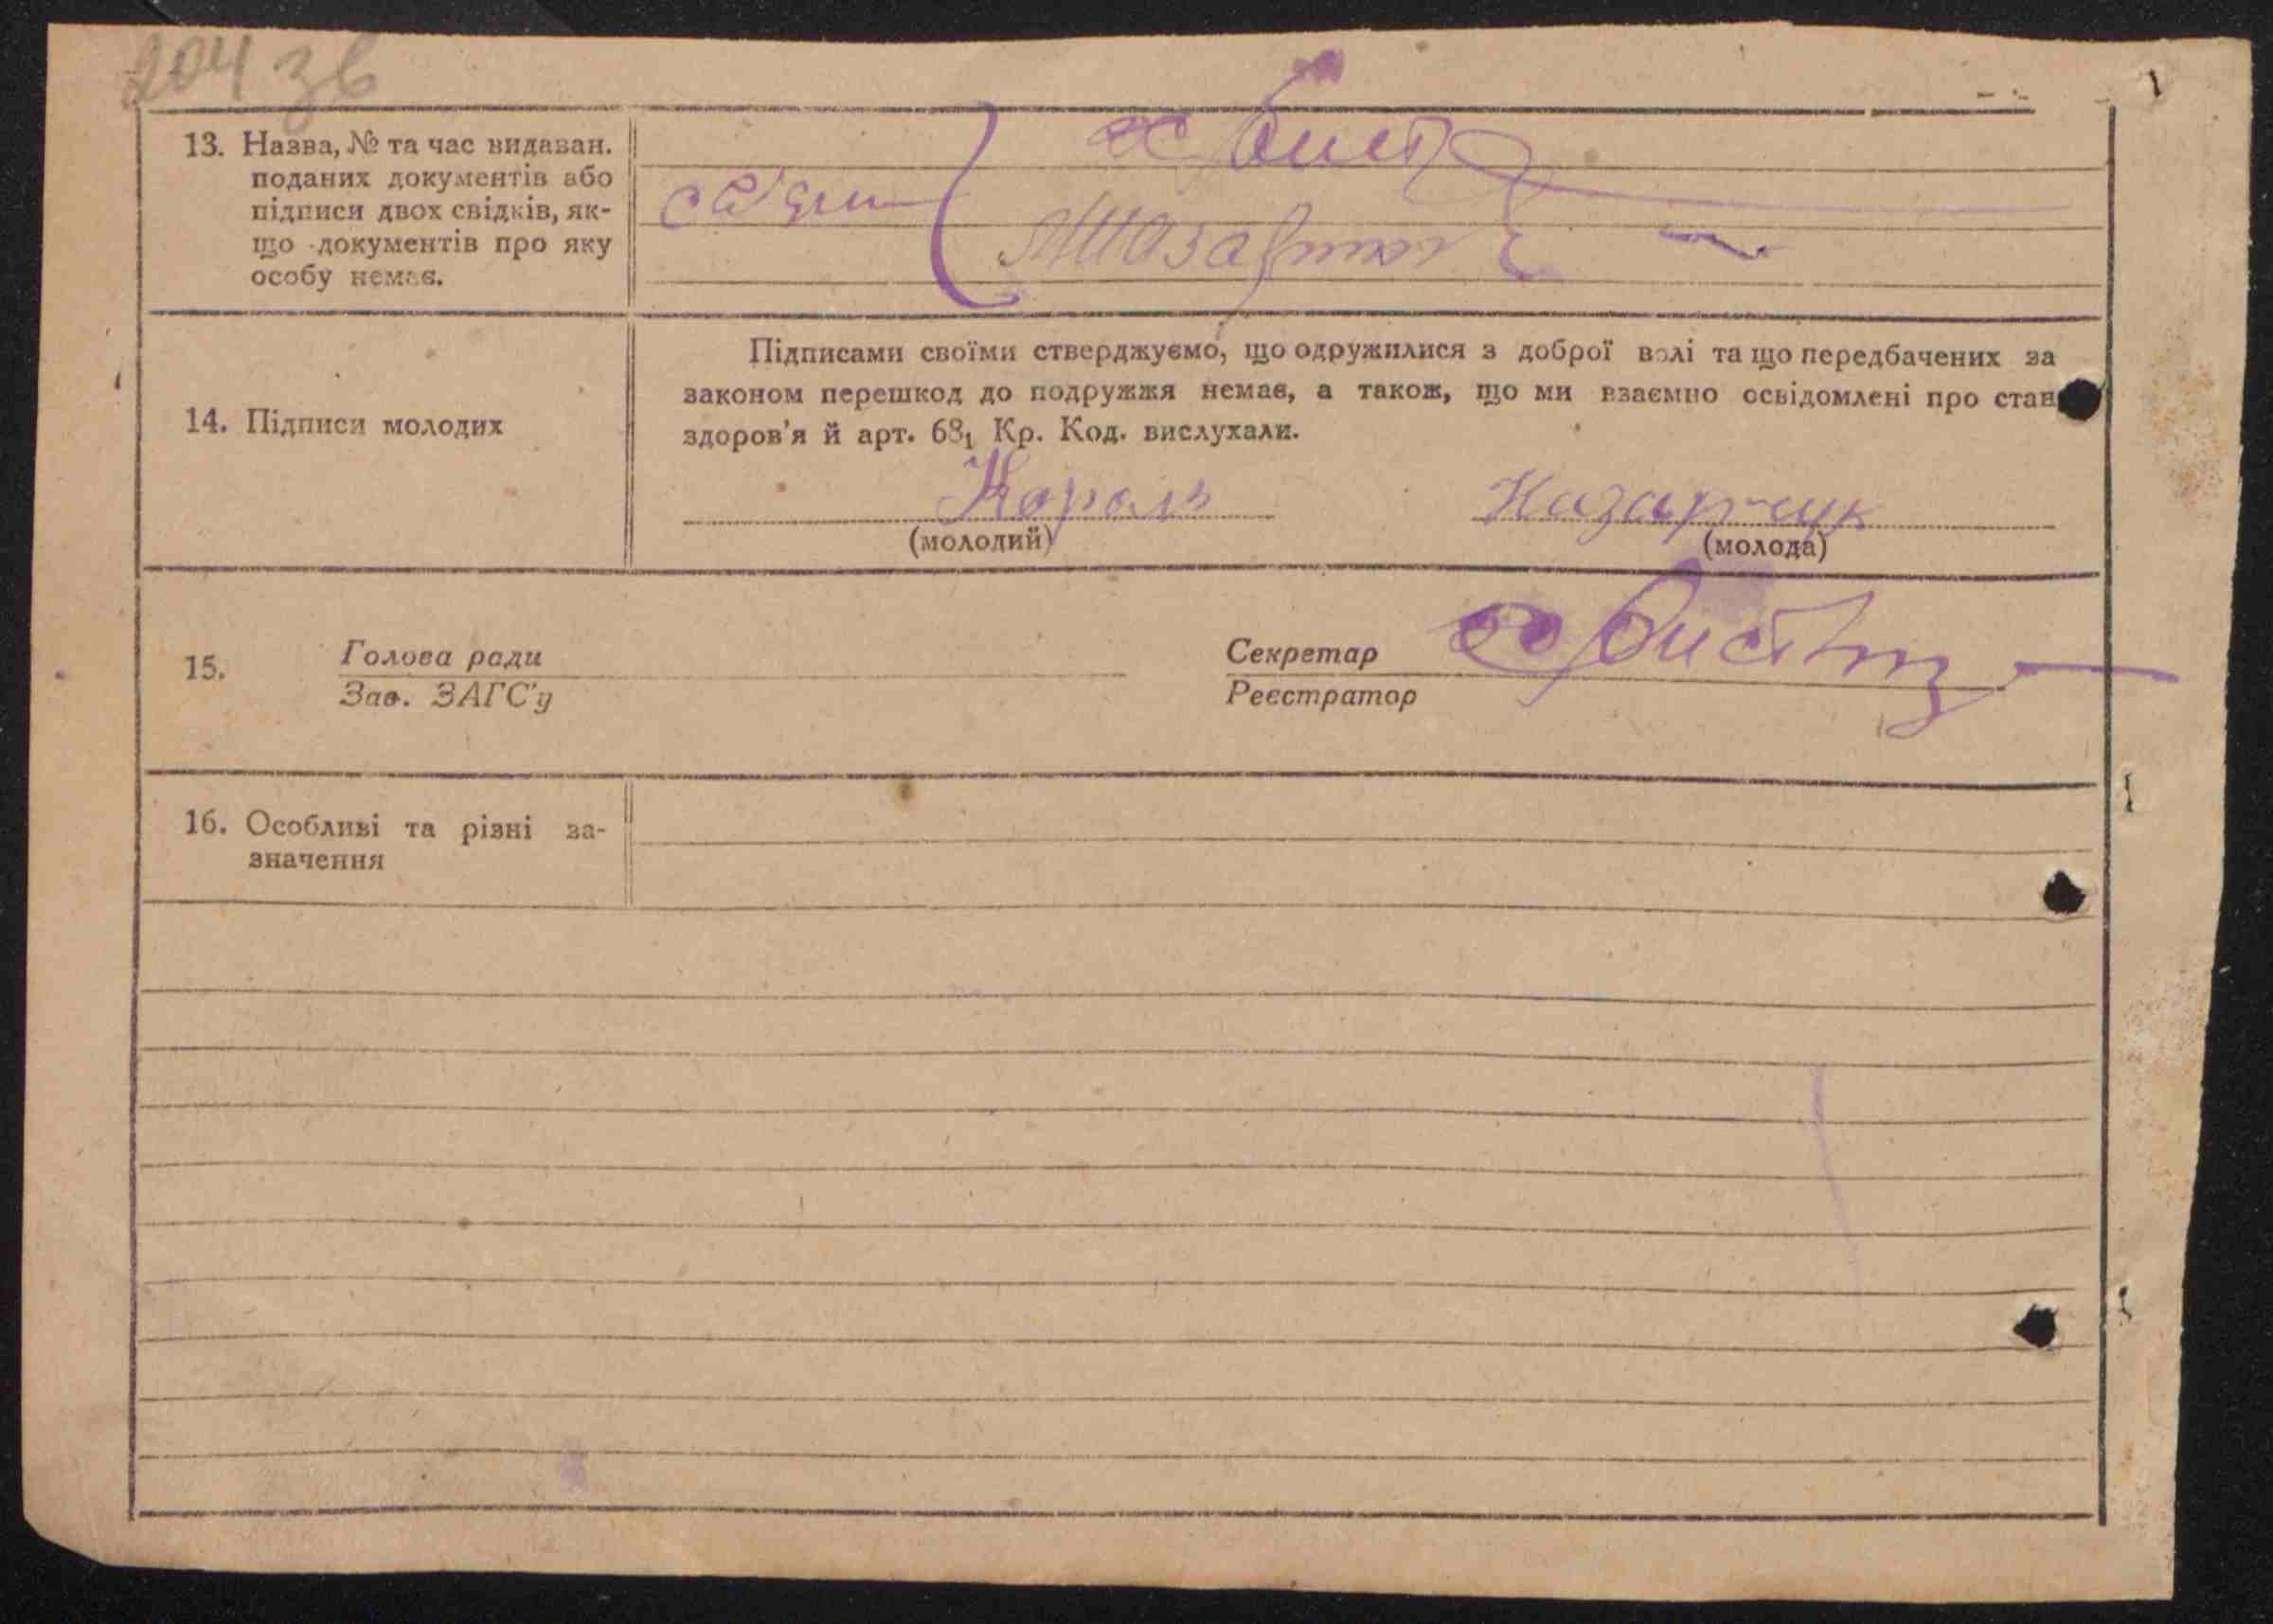 204 зв
13. Назва, № та час видаван.
поданих документів або
підписи двох свідків, як-
що документів про яку
особу немає.
свідки
14. Підписи молодих
Підписами своїми стверджуємо, що одружилися з доброї волі та що передбачених за
законом перешкод до подружжя немає, а також, що ми взаємно освідомлені про стан
здоров'я й арт. 68₁ Кр. Код. вислухали.
Король Назарчук
(молодий) (молода)
15. Голова ради Секретар
Зав. ЗАГС'у Реєстратор
16. Особливі та різні за-
значення